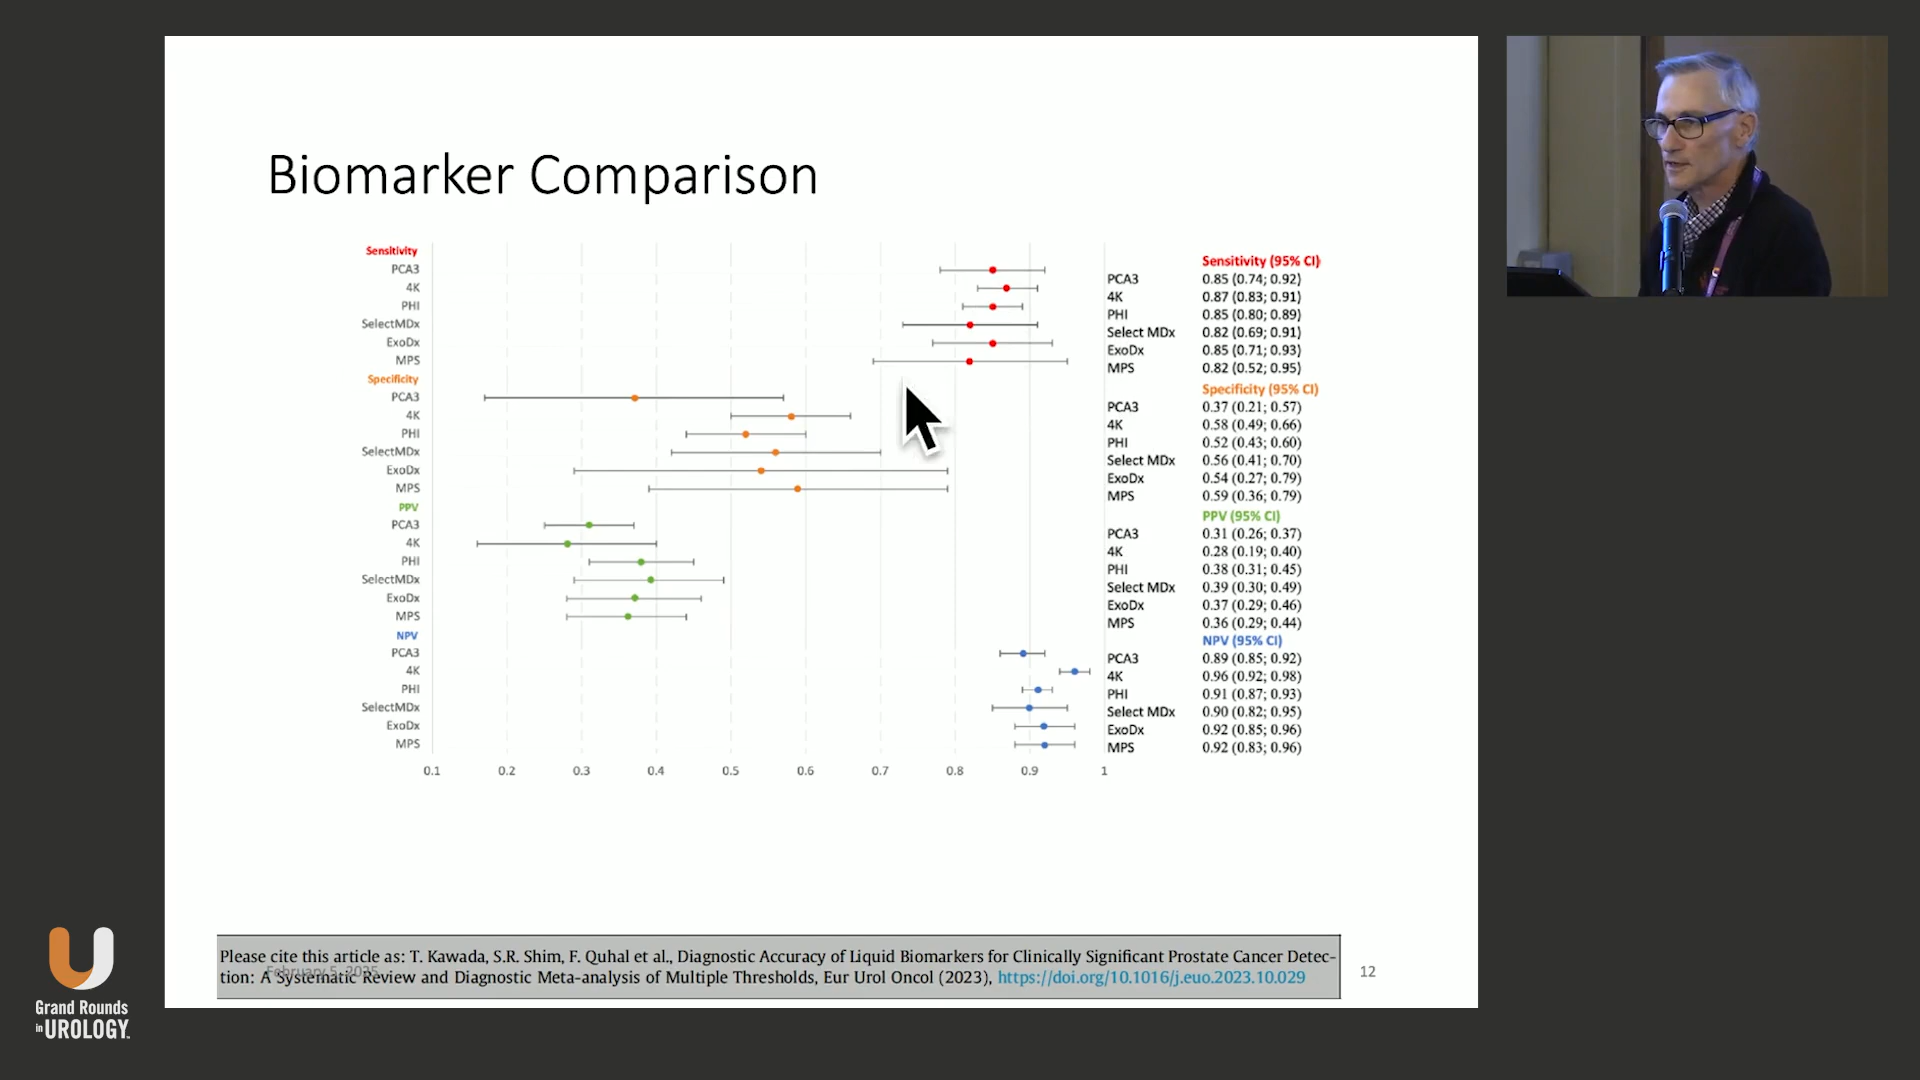 Biomarker Comparison
Sensitivity
PCA3
4K
PHI
SelectMDx
ExoDx
MPS
Specificity
PCA3
4K
PHI
SelectMDx
ExoDx
MPS
PPV
PCA3
4K
PHI
SelectMDx
ExoDx
MPS
NPV
PCA3
4K
PHI
SelectMDx
ExoDx
MPS
0.1 0.2 0.3 0.4 0.5 0.6 0.7 0.8 0.9 1
Sensitivity (95% CI)
PCA3 0.85 (0.74; 0.92)
4K 0.87 (0.83; 0.91)
PHI 0.85 (0.80; 0.89)
Select MDx 0.82 (0.69; 0.91)
ExoDx 0.85 (0.71; 0.93)
MPS 0.82 (0.52; 0.95)
Specificity (95% CI)
PCA3 0.37 (0.21; 0.57)
4K 0.58 (0.49; 0.66)
PHI 0.52 (0.43; 0.60)
Select MDx 0.56 (0.41; 0.70)
ExoDx 0.54 (0.27; 0.79)
MPS 0.59 (0.36; 0.79)
PPV (95% CI)
PCA3 0.31 (0.26; 0.37)
4K 0.28 (0.19; 0.40)
PHI 0.38 (0.31; 0.45)
Select MDx 0.39 (0.30; 0.49)
ExoDx 0.37 (0.29; 0.46)
MPS 0.36 (0.29; 0.44)
NPV (95% CI)
PCA3 0.89 (0.85; 0.92)
4K 0.96 (0.92; 0.98)
PHI 0.91 (0.87; 0.93)
Select MDx 0.90 (0.82; 0.95)
ExoDx 0.92 (0.85; 0.96)
MPS 0.92 (0.83; 0.96)
Please cite this article as: T. Kawada, S.R. Shim, F. Quhal et al., Diagnostic Accuracy of Liquid Biomarkers for Clinically Significant Prostate Cancer Detec-
tion: A Systematic Review and Diagnostic Meta-analysis of Multiple Thresholds, Eur Urol Oncol (2023), https://doi.org/10.1016/j.euo.2023.10.029
February 5, 2025
12
Grand Rounds
in UROLOGY™